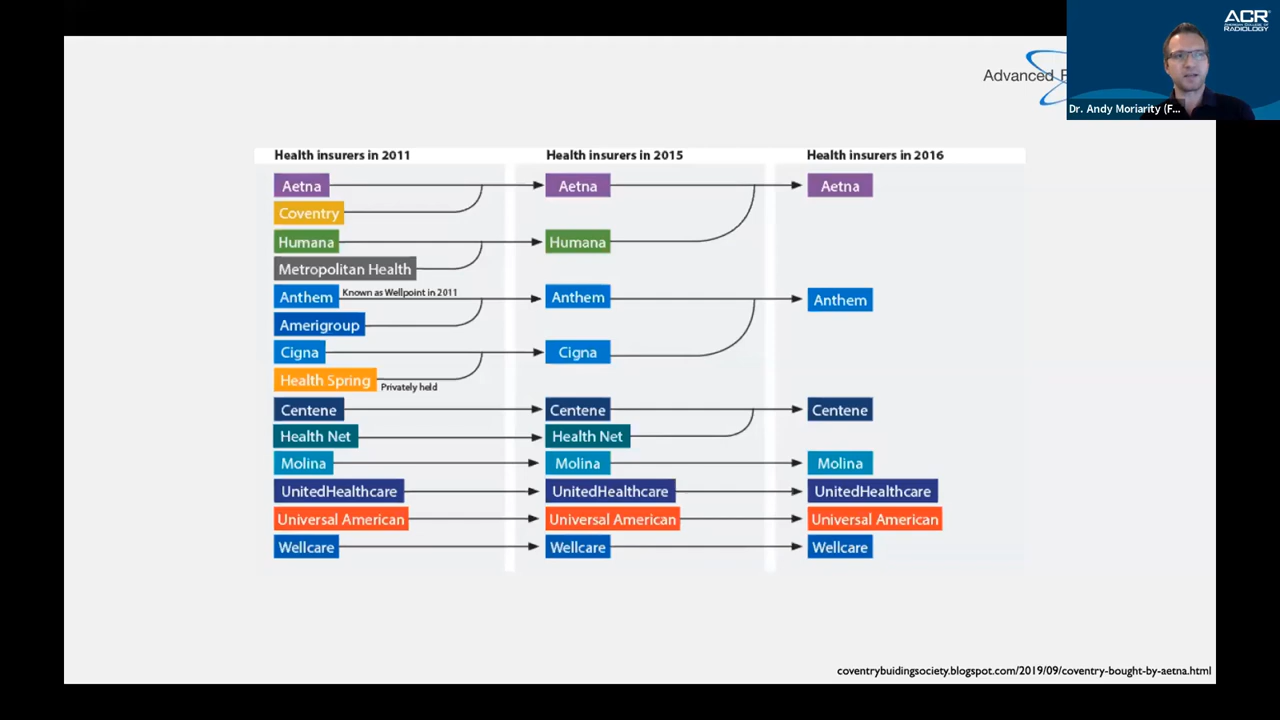 ACR
AMERICAN COLLEGE OF
RADIOLOGY
Advanced
Dr. Andy Moriarity (F...
Health insurers in 2011
Health insurers in 2015
Health insurers in 2016
Aetna
Aetna
Aetna
Coventry
Humana
Humana
Metropolitan Health
Anthem
Known as Wellpoint in 2011
Anthem
Anthem
Amerigroup
Cigna
Cigna
Health Spring
Privately held
Centene
Centene
Centene
Health Net
Health Net
Molina
Molina
Molina
UnitedHealthcare
UnitedHealthcare
UnitedHealthcare
Universal American
Universal American
Universal American
Wellcare
Wellcare
Wellcare
coventrybuidingsociety.blogspot.com/2019/09/coventry-bought-by-aetna.html